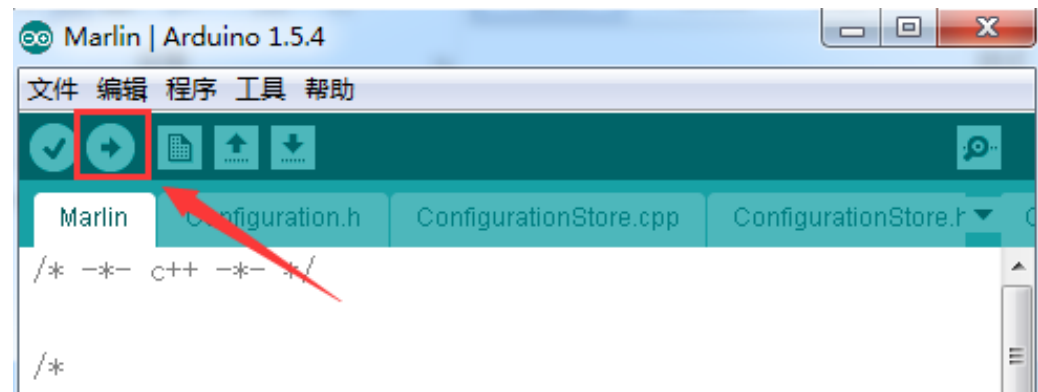 Marlin | Arduino 1.5.4
文件 编辑 程序 工具 帮助
Marlin Configuration.h ConfigurationStore.cpp ConfigurationStore.h
/* -*- c++ -*- */
/*